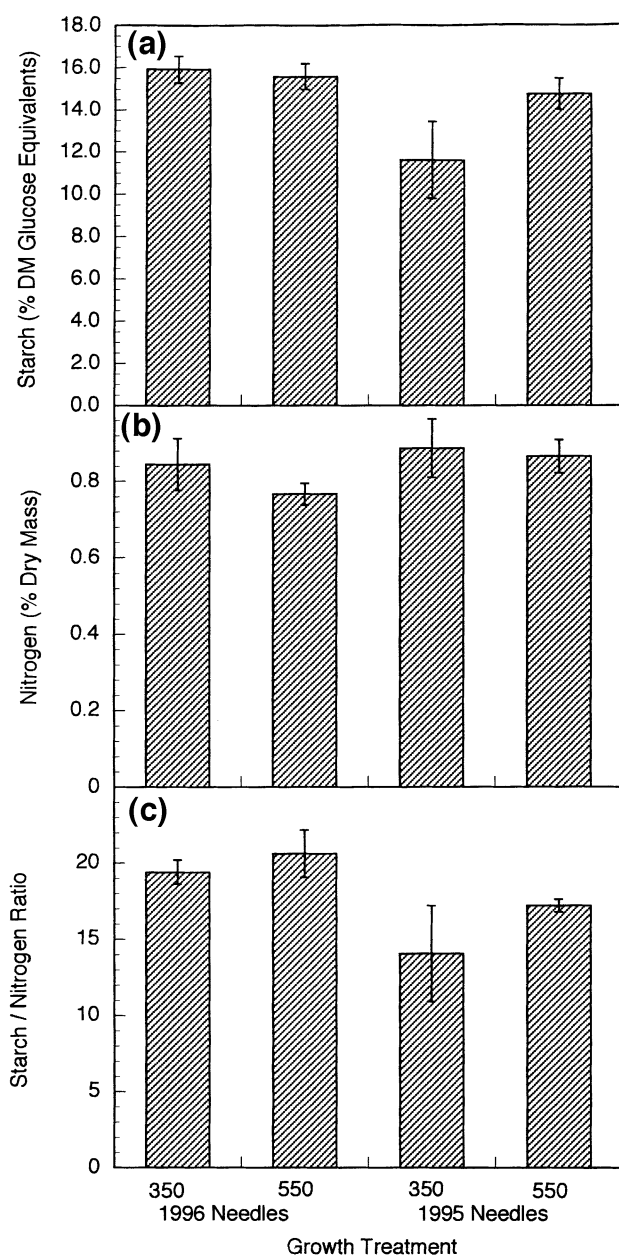 (a)
18.0
16.0
14.0
12.0
10.0
8.0
6.0
4.0
2.0
0.0
Starch (% DM Glucose Equivalents)
(b)
0.8
0.6
0.4
0.2
0
Nitrogen (% Dry Mass)
(c)
20
15
10
5
0
Starch / Nitrogen Ratio
350 550 350 550
1996 Needles 1995 Needles
Growth Treatment